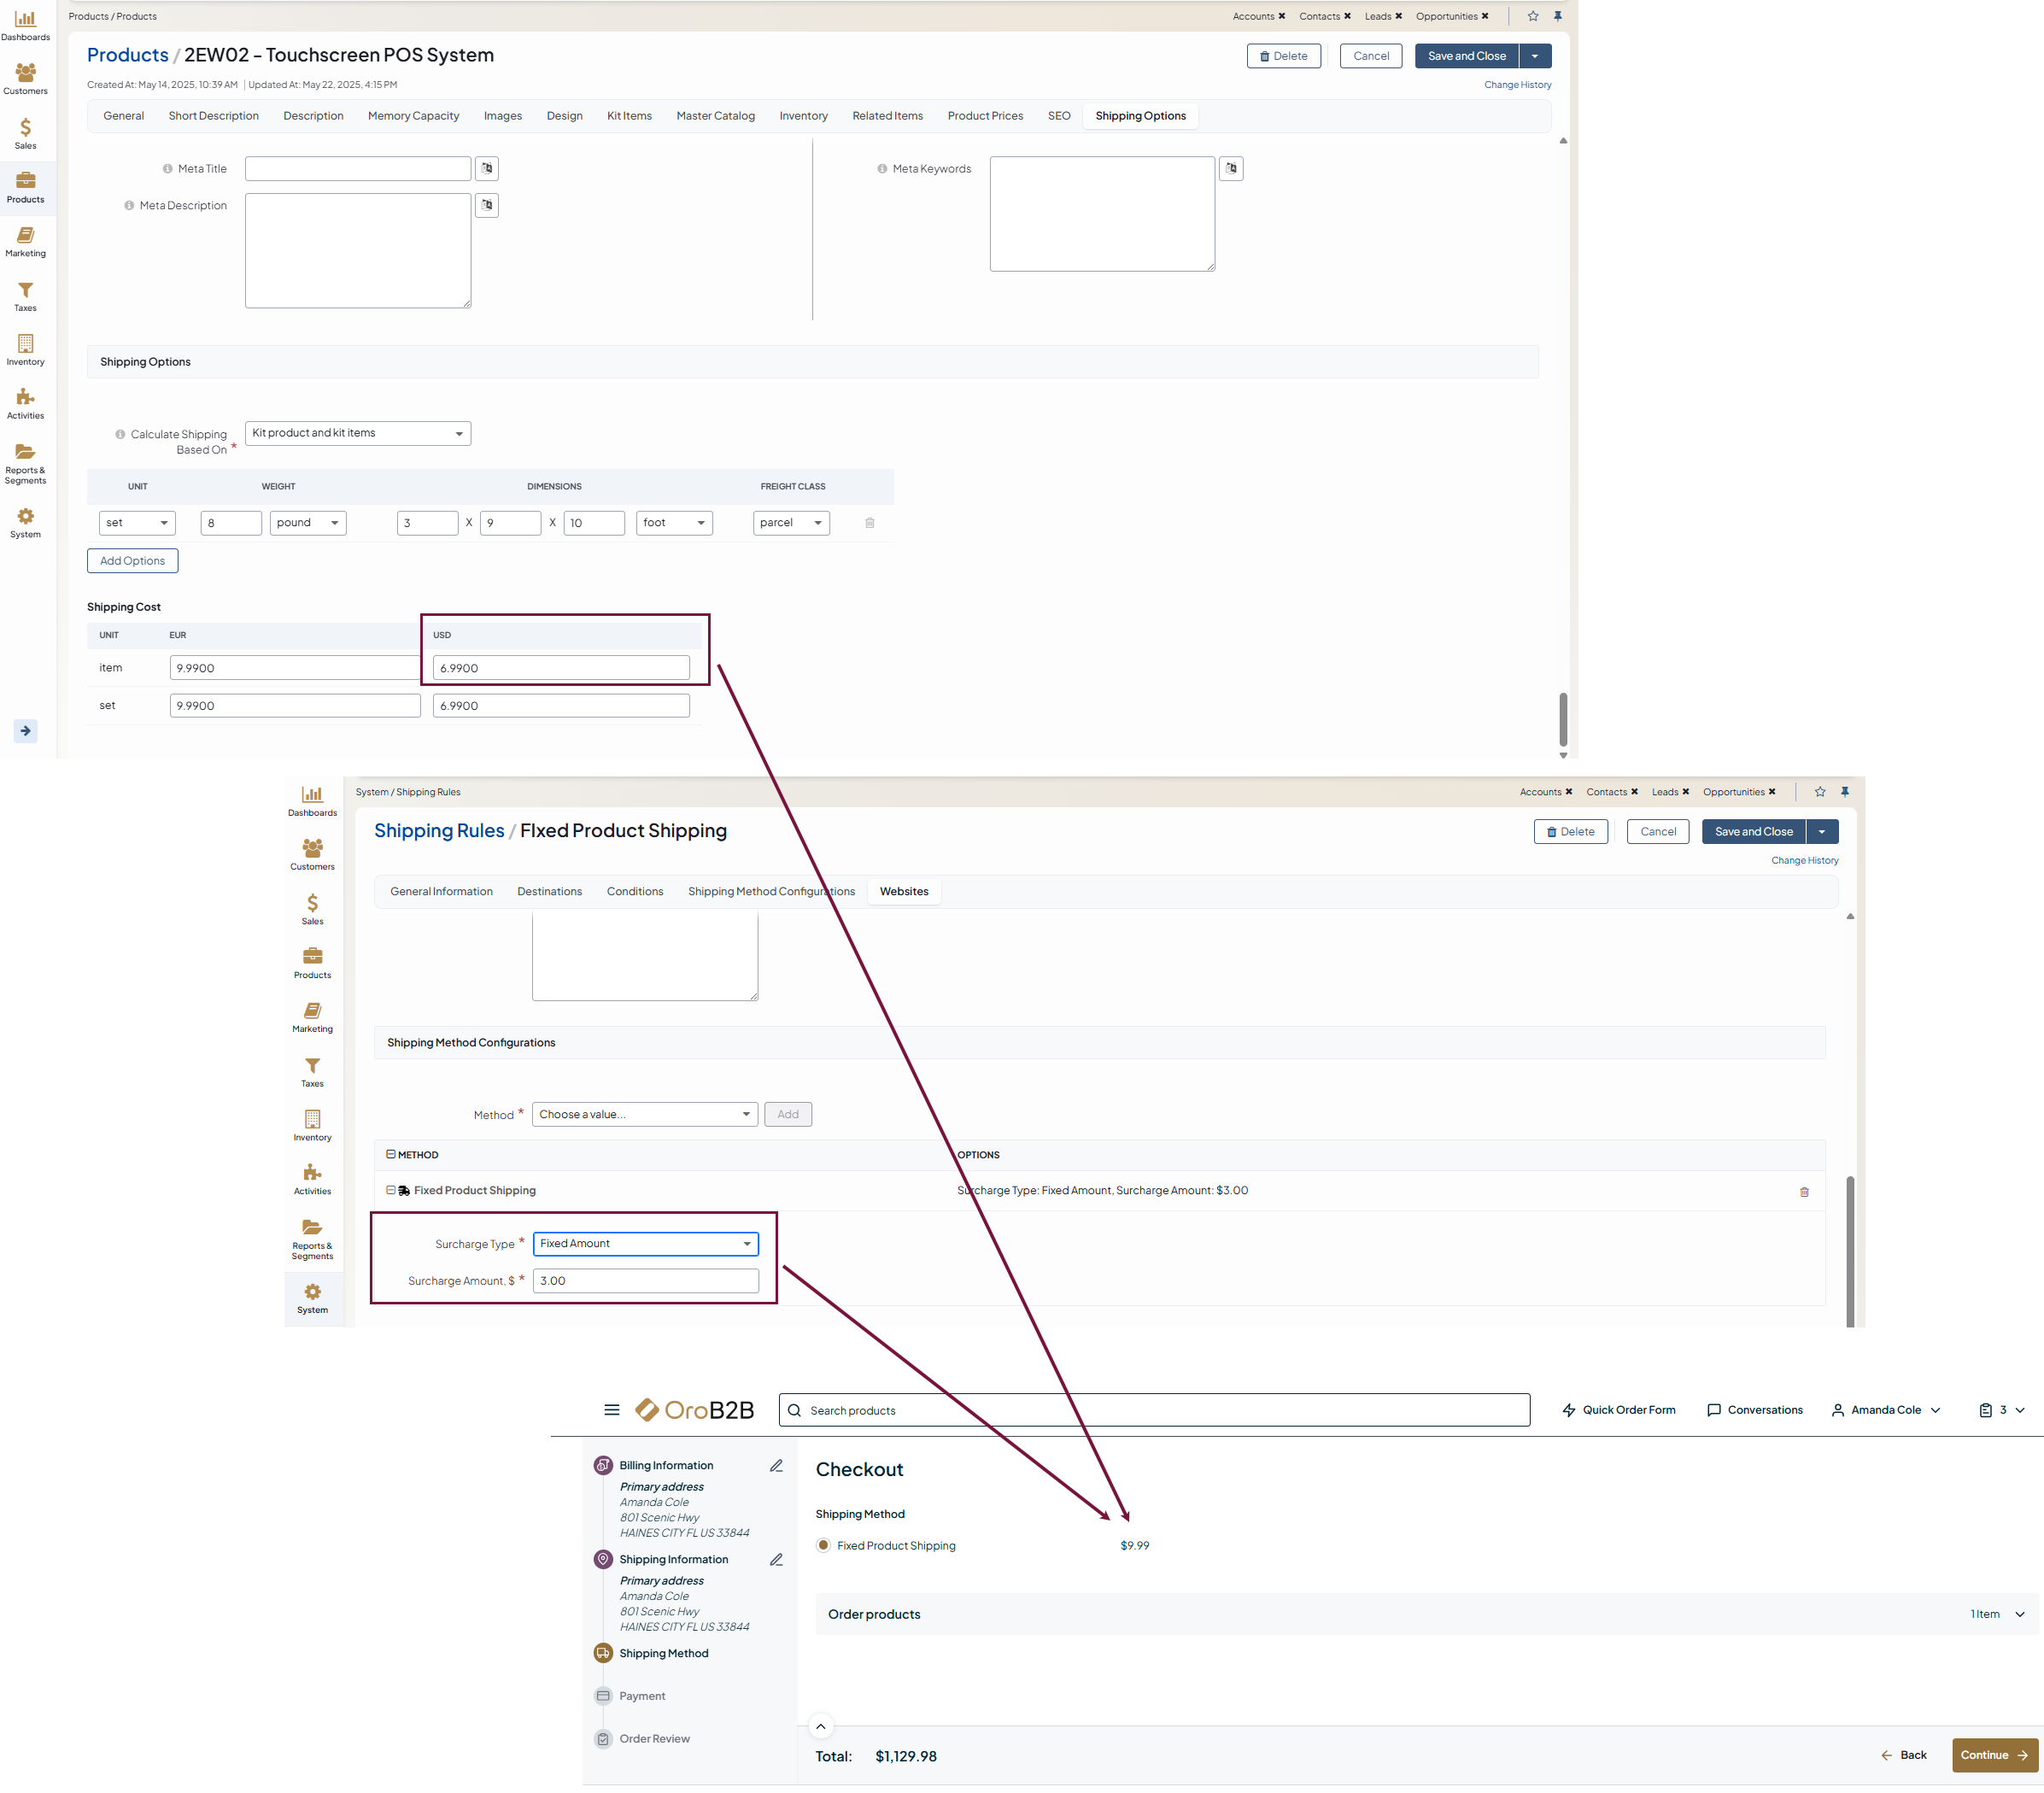 Products / Products
Accounts ✖ Contacts ✖ Leads ✖ Opportunities ✖
Dashboards
Customers
Sales
Products
Marketing
Taxes
Inventory
Activities
Reports & Segments
System
Products / 2EW02 - Touchscreen POS System
Delete Cancel Save and Close
Created At: May 14, 2025, 10:39 AM | Updated At: May 22, 2025, 4:15 PM
Change History
General Short Description Description Memory Capacity Images Design Kit Items Master Catalog Inventory Related Items Product Prices SEO Shipping Options
Meta Title
Meta Keywords
Meta Description
Shipping Options
Calculate Shipping Based On * Kit product and kit items
UNIT WEIGHT DIMENSIONS FREIGHT CLASS
set 8 pound 3 X 9 X 10 foot parcel
Add Options
Shipping Cost
UNIT EUR USD
item 9.9900 6.9900
set 9.9900 6.9900
System / Shipping Rules
Accounts ✖ Contacts ✖ Leads ✖ Opportunities ✖
Dashboards
Customers
Sales
Products
Marketing
Taxes
Inventory
Activities
Reports & Segments
System
Shipping Rules / FIxed Product Shipping
Delete Cancel Save and Close
Change History
General Information Destinations Conditions Shipping Method Configurations Websites
Shipping Method Configurations
Method * Choose a value... Add
METHOD OPTIONS
Fixed Product Shipping Surcharge Type: Fixed Amount, Surcharge Amount: $3.00
Surcharge Type * Fixed Amount
Surcharge Amount, $ * 3.00
OroB2B
Search products
Quick Order Form Conversations Amanda Cole 3
Billing Information
Primary address
Amanda Cole
801 Scenic Hwy
HAINES CITY FL US 33844
Shipping Information
Primary address
Amanda Cole
801 Scenic Hwy
HAINES CITY FL US 33844
Shipping Method
Payment
Order Review
Checkout
Shipping Method
Fixed Product Shipping $9.99
Order products 1 Item
Total: $1,129.98
Back Continue